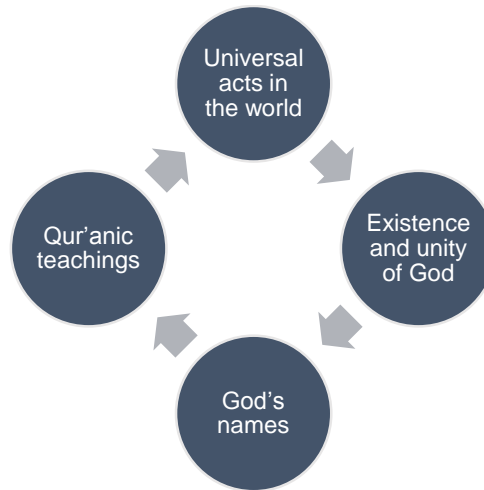 Universal
acts in
the world
Existence
and unity
of God
God’s
names
Qur’anic
teachings